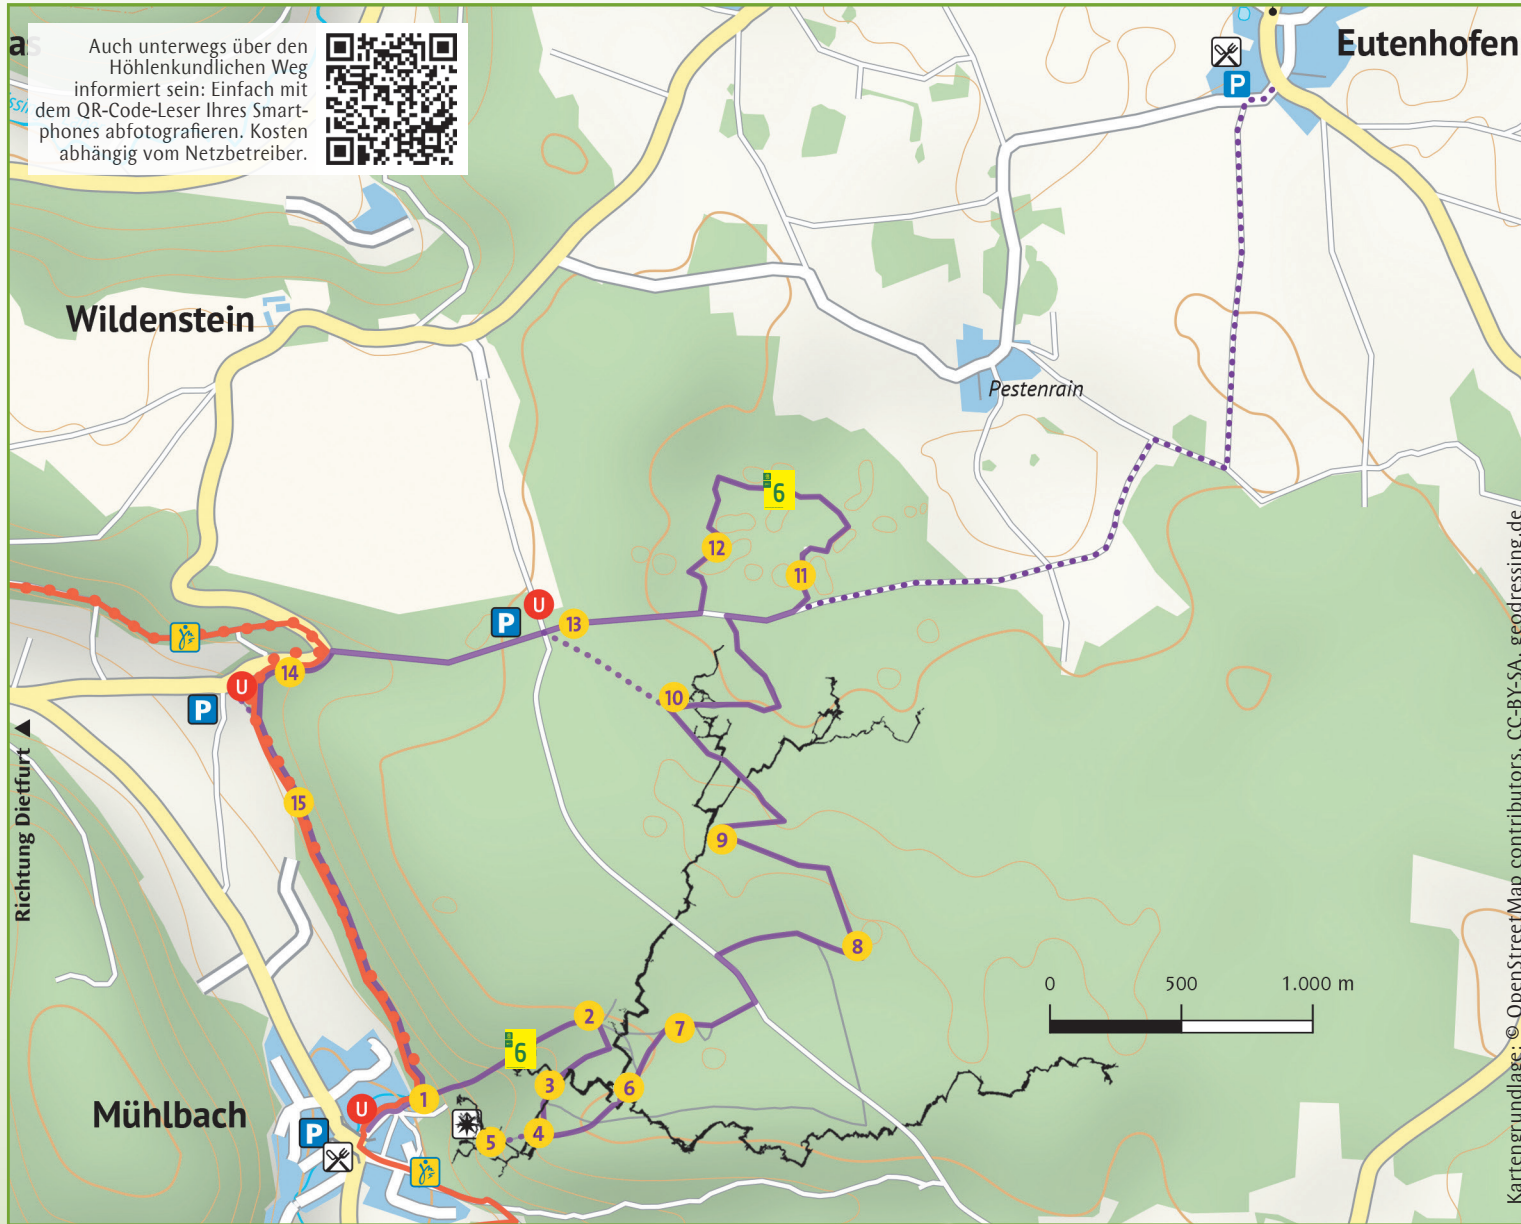 Auch unterwegs über den
Höhlenkundlichen Weg
informiert sein: Einfach mit
dem QR-Code-Leser Ihres Smart-
phones abfotografieren. Kosten
abhängig vom Netzbetreiber.
Eutenhofen
P
Wildenstein
Pestenrain
6
12
11
U
P
13
14
U
P
10
15
9
8
Richtung Dietfurt
0 500 1.000 m
2
7
6
3
6
1
U
P
Mühlbach
4
5
Kartengrundlage: © OpenStreetMap contributors, CC-BY-SA, geodressing.de